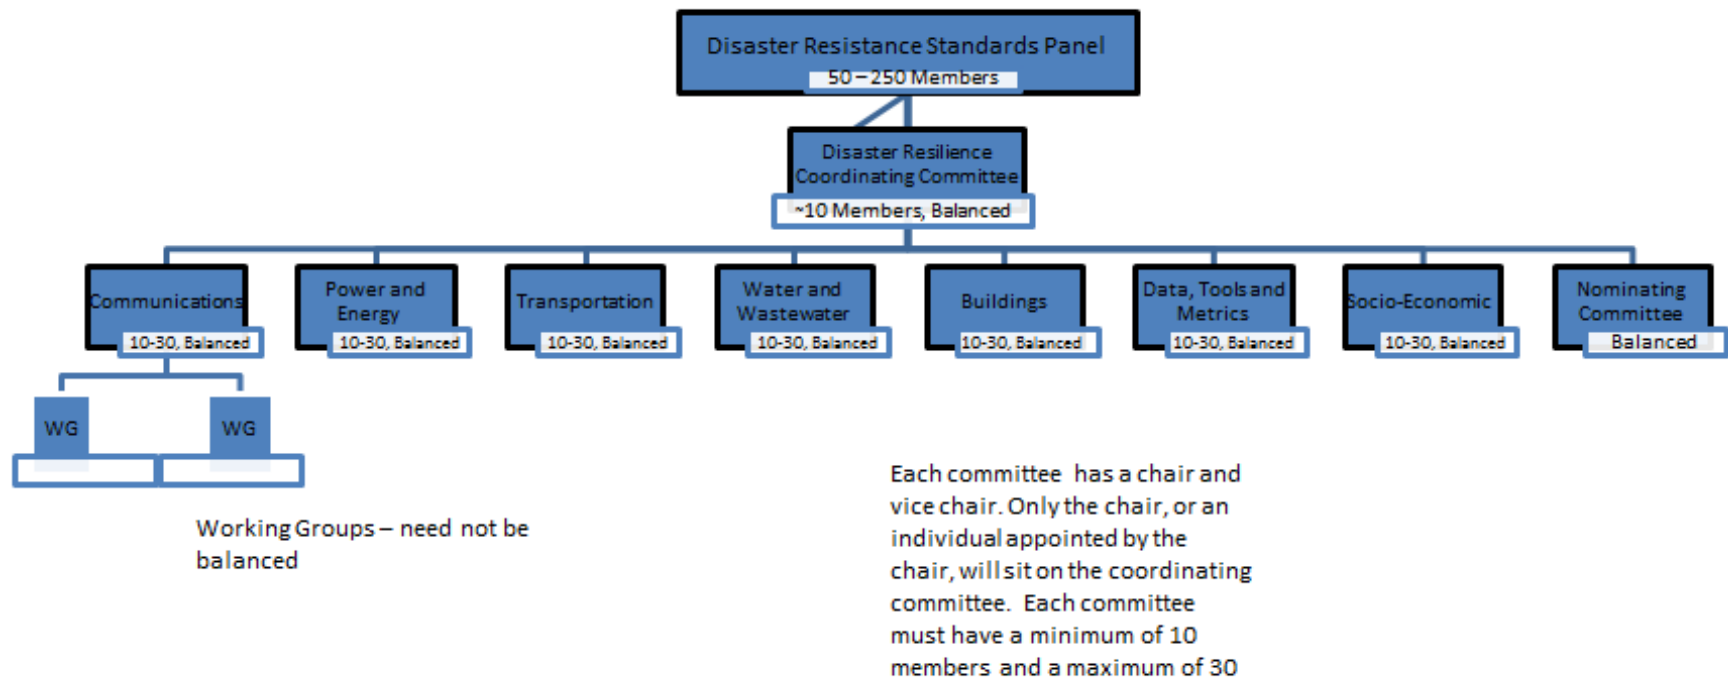 Disaster Resistance Standards Panel
50 – 250 Members
Disaster Resilience
Coordinating Committee
~10 Members, Balanced
Communications
10-30, Balanced
Power and
Energy
10-30, Balanced
Transportation
10-30, Balanced
Water and
Wastewater
10-30, Balanced
Buildings
10-30, Balanced
Data, Tools and
Metrics
10-30, Balanced
Socio-Economic
10-30, Balanced
Nominating
Committee
Balanced
WG
WG
Working Groups – need not be
balanced
Each committee has a chair and
vice chair. Only the chair, or an
individual appointed by the
chair, will sit on the coordinating
committee. Each committee
must have a minimum of 10
members and a maximum of 30